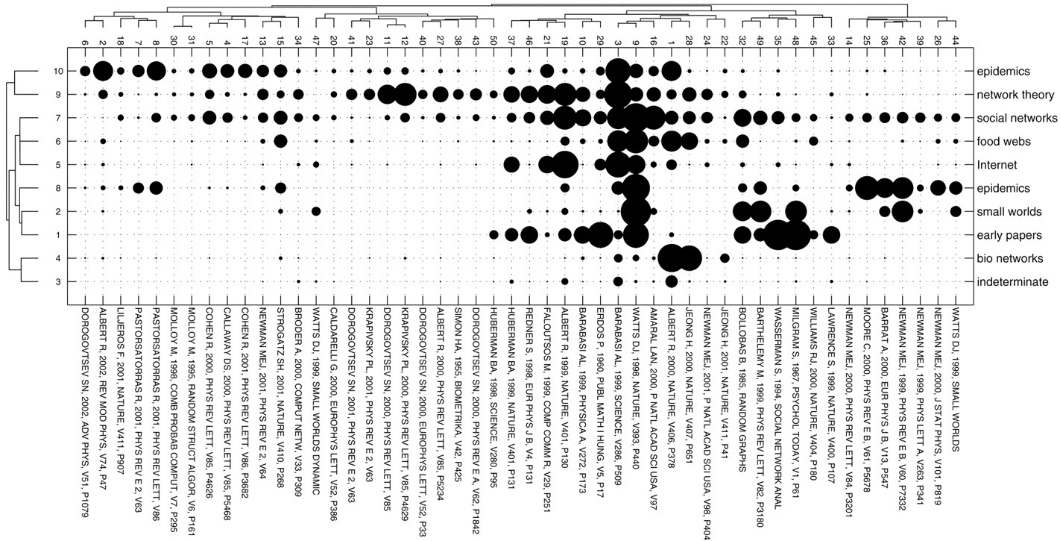 6 2 18 7 8 30 31 5 4 17 13 15 34 47 20 41 23 11 12 40 27 38 43 50 37 46 21 19 10 29 3 9 16 1 28 24 22 32 49 35 48 45 33 14 25 36 42 39 26 44
10 epidemics
9 network theory
7 social networks
6 food webs
5 Internet
8 epidemics
2 small worlds
1 early papers
4 bio networks
3 indeterminate
DOROGOVTSEV SN, 2002, ADV PHYS, V51, P1079
ALBERT R, 2002, REV MOD PHYS, V74, P47
LILJEROS F, 2001, NATURE, V411, P907
PASTORSATORRAS R, 2001, PHYS REV E 2, V63
PASTORSATORRAS R, 2001, PHYS REV LETT, V86
MOLLOY M, 1998, COMB PROBAB COMPUT, V7, P295
MOLLOY M, 1995, RANDOM STRUCT ALGOR, V6, P161
COHEN R, 2000, PHYS REV LETT, V85, P4626
CALLAWAY DS, 2000, PHYS REV LETT, V85, P5468
COHEN R, 2001, PHYS REV LETT, V86, P3682
NEWMAN MEJ, 2001, PHYS REV E 2, V64
STROGATZ SH, 2001, NATURE, V410, P268
BRODER A, 2000, COMPUT NETW, V33, P309
WATTS DJ, 1999, SMALL WORLDS DYNAMIC
CALDARELLI G, 2000, EUROPHYS LETT, V52, P386
DOROGOVTSEV SN, 2001, PHYS REV E 2, V63
KRAPIVSKY PL, 2001, PHYS REV E 2, V63
DOROGOVTSEV SN, 2000, PHYS REV LETT, V85
KRAPIVSKY PL, 2000, PHYS REV LETT, V85, P4629
DOROGOVTSEV SN, 2000, EUROPHYS LETT, V52, P33
ALBERT R, 2000, PHYS REV LETT, V85, P5234
SIMON HA, 1955, BIOMETRIKA, V42, P425
DOROGOVTSEV SN, 2000, PHYS REV E A, V62, P1842
HUBERMAN BA, 1998, SCIENCE, V280, P95
HUBERMAN BA, 1999, NATURE, V401, P131
REDNER S, 1998, EUR PHYS J B, V4, P131
FALOUTSOS M, 1999, COMP COMM R, V29, P251
ALBERT R, 1999, NATURE, V401, P130
BARABASI AL, 1999, PHYSICA A, V272, P173
ERDOS P, 1960, PUBL MATH I HUNG, V5, P17
BARABASI AL, 1999, SCIENCE, V286, P509
WATTS DJ, 1998, NATURE, V393, P440
AMARAL LAN, 2000, P NATL ACAD SCI USA, V97
ALBERT R, 2000, NATURE, V406, P378
JEONG H, 2000, NATURE, V407, P651
NEWMAN MEJ, 2001, P NATL ACAD SCI USA, V98, P404
JEONG H, 2001, NATURE, V411, P41
BOLLOBAS B, 1985, RANDOM GRAPHS
BARTHELEMY M, 1999, PHYS REV LETT, V82, P3180
WASSERMAN S, 1994, SOCIAL NETWORK ANAL
MILGRAM S, 1967, PSYCHOL TODAY, V1, P61
WILLIAMS RJ, 2000, NATURE, V404, P180
LAWRENCE S, 1999, NATURE, V400, P107
NEWMAN MEJ, 2000, PHYS REV LETT, V84, P3201
MOORE C, 2000, PHYS REV E B, V61, P5678
BARRAT A, 2000, EUR PHYS J B, V13, P547
NEWMAN MEJ, 1999, PHYS REV E B, V60, P7332
NEWMAN MEJ, 1999, PHYS LETT A, V263, P341
NEWMAN MEJ, 2000, J STAT PHYS, V101, P819
WATTS DJ, 1999, SMALL WORLDS